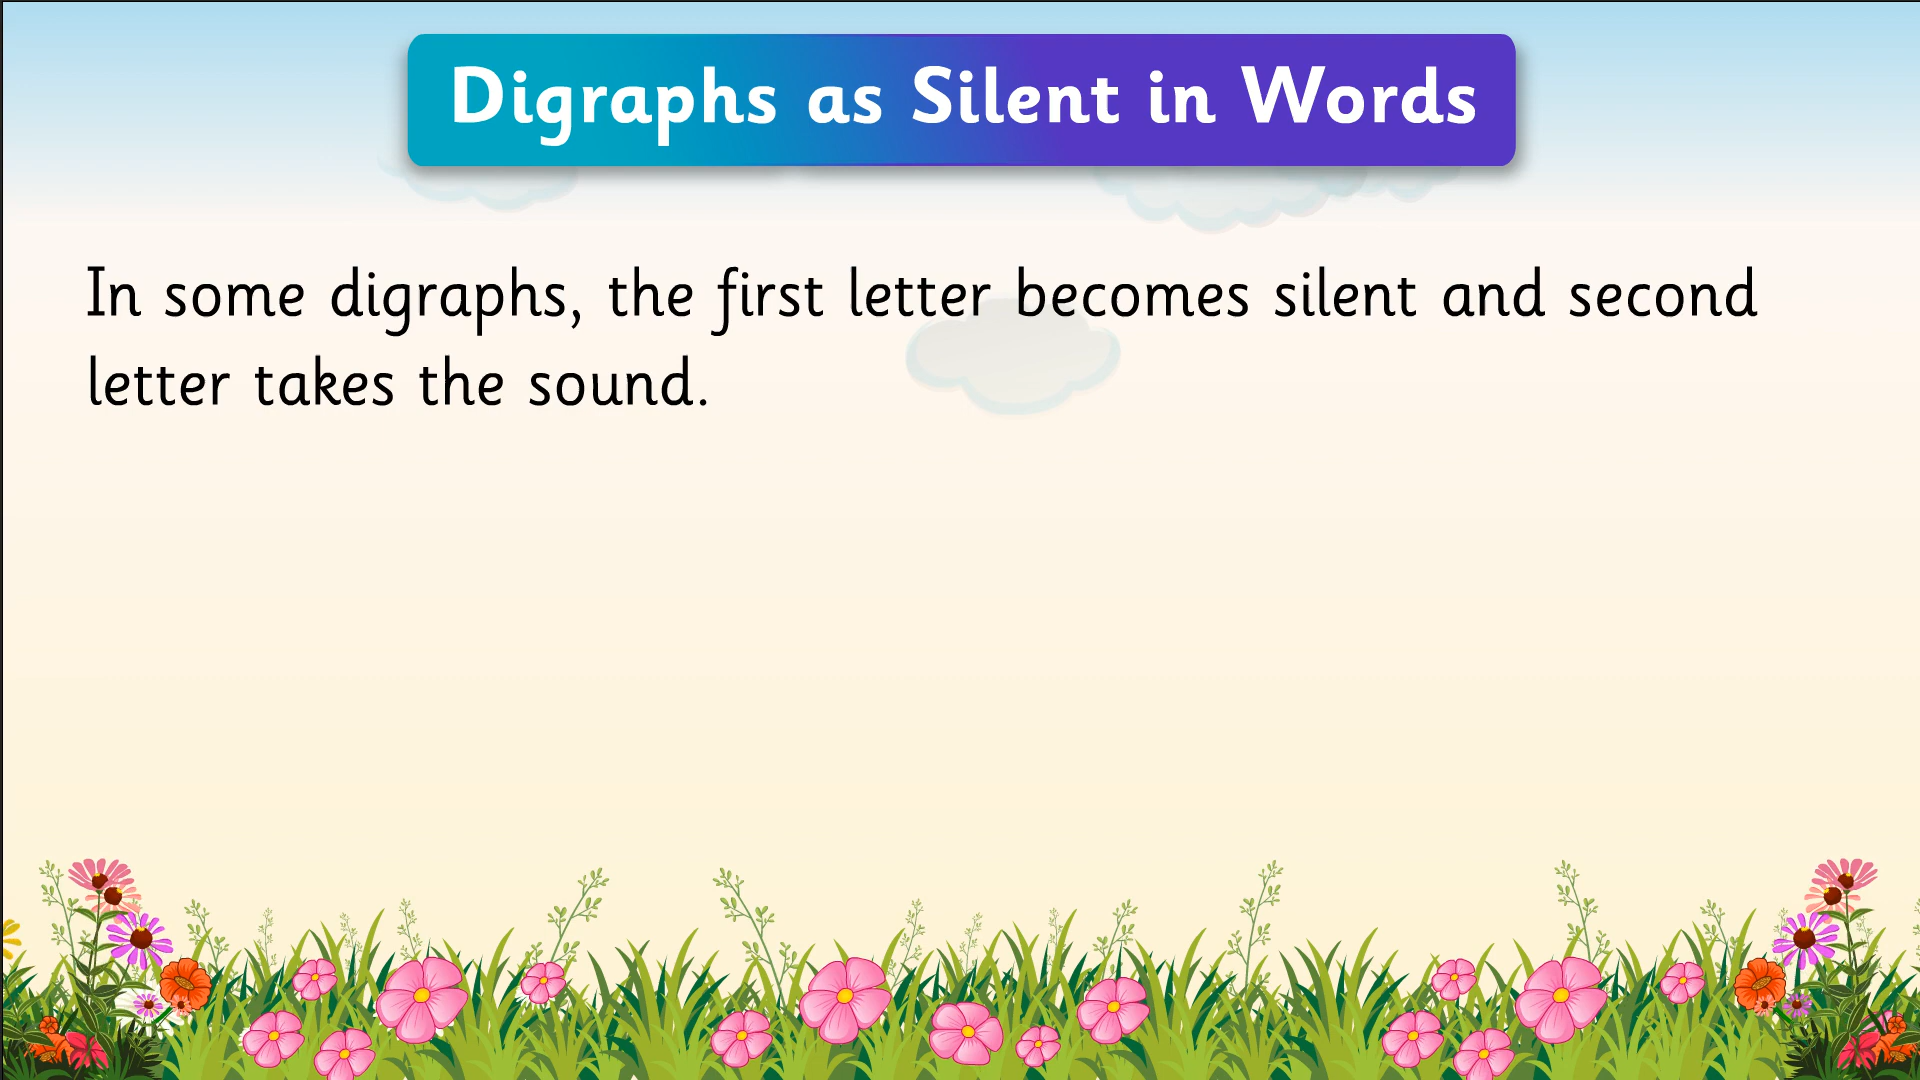 Digraphs as Silent in Words
In some digraphs, the first letter becomes silent and second
letter takes the sound.